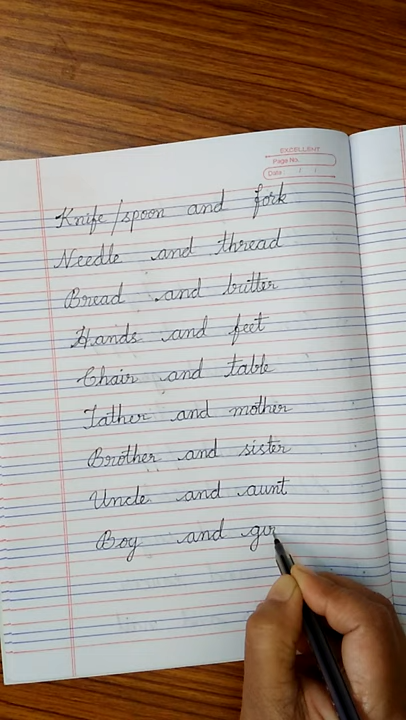 EXCELLENT
Page No.
Date / /
Knife/spoon and fork
Needle and thread
Bread and butter
Hands and feet
Chair and table
Father and mother
Brother and sister
Uncle and aunt
Boy and gir